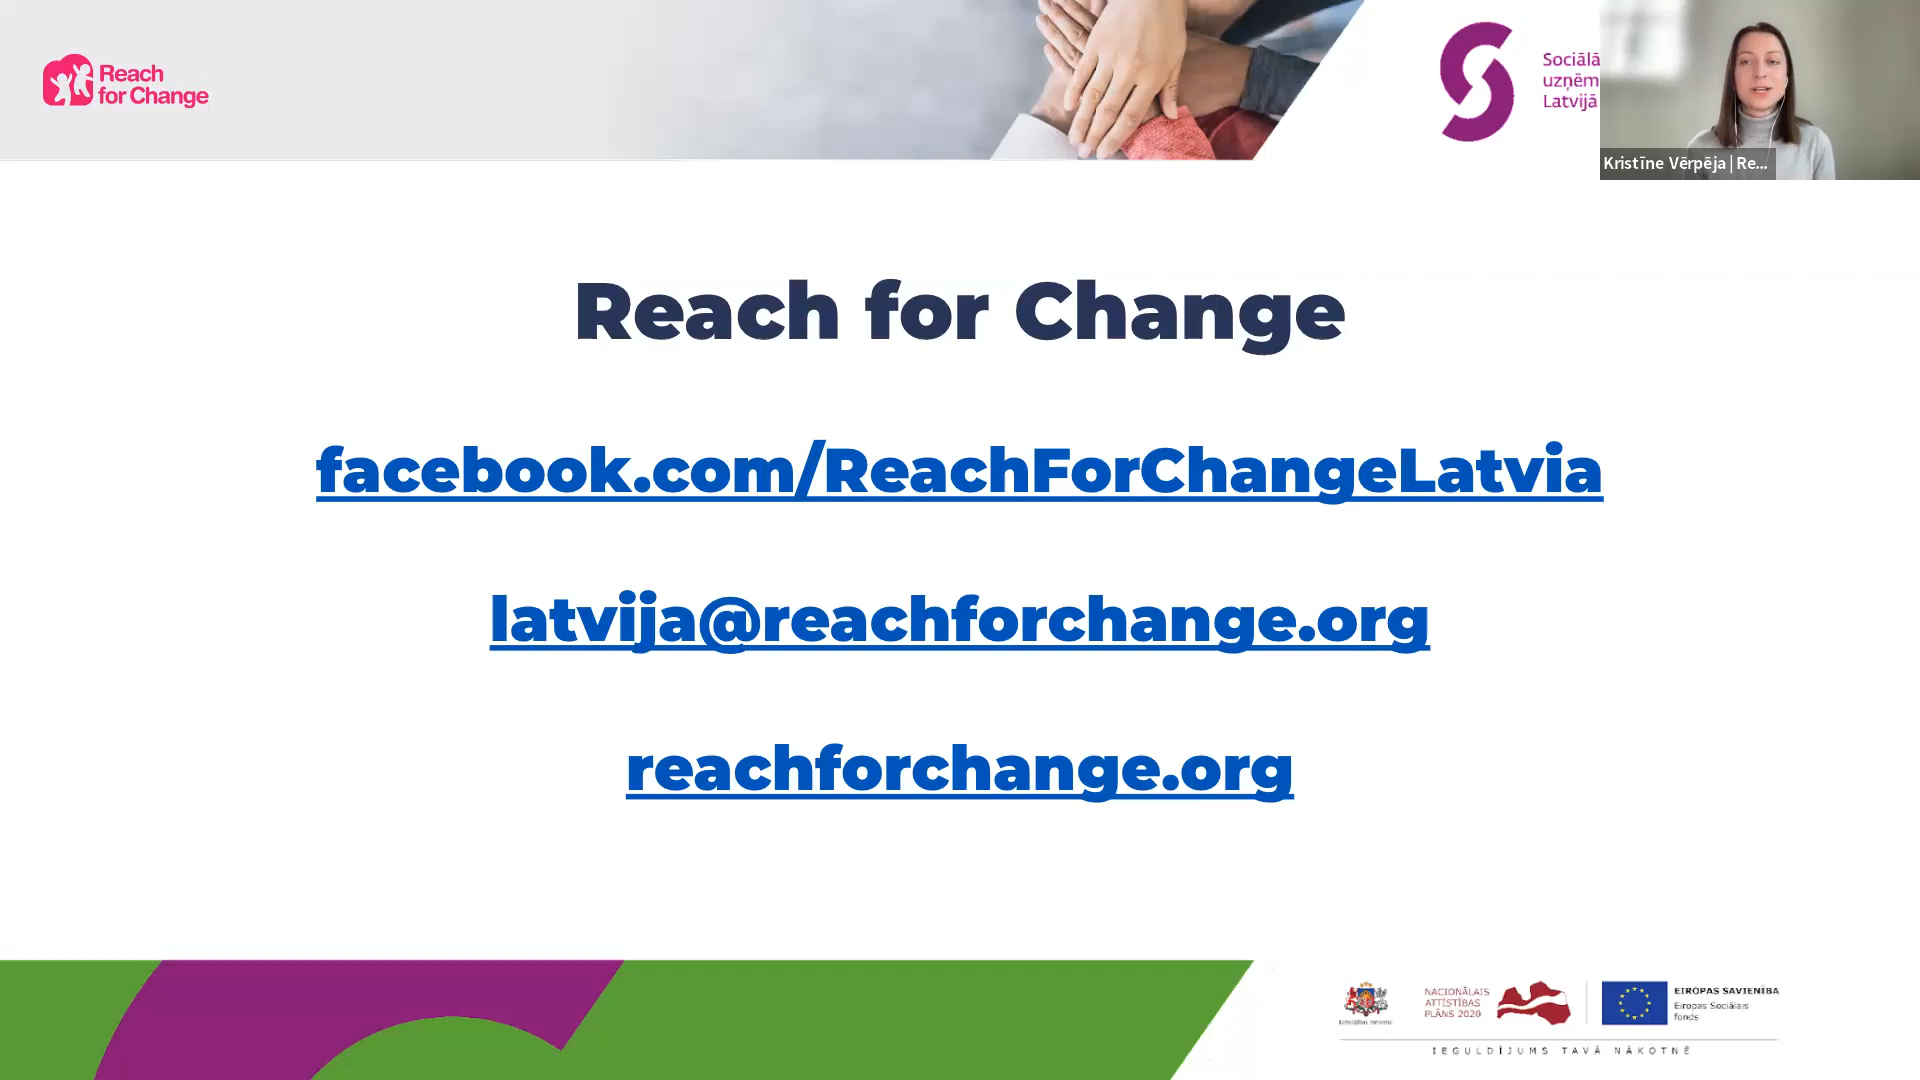 Reach
for Change
Sociālā
uzņēm
Latvijā
Kristīne Vērpēja | Re...
Reach for Change
facebook.com/ReachForChangeLatvia
latvija@reachforchange.org
reachforchange.org
NACIONĀLAIS
ATTĪSTĪBAS
PLĀNS 2020
EIROPAS SAVIENĪBA
Eiropas Sociālais
fonds
IEGULDĪJUMS TAVĀ NĀKOTNĒ